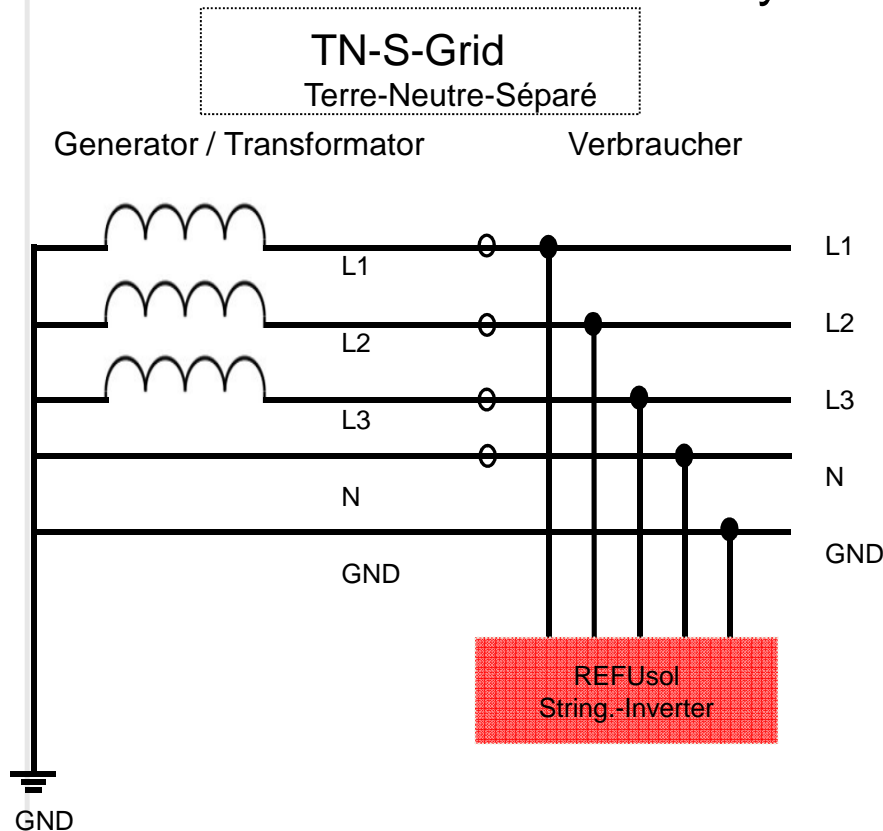 TN-S-Grid
Terre-Neutre-Séparé
Generator / Transformator Verbraucher
L1 L1
L2 L2
L3 L3
N N
GND GND
REFUsol
String.-Inverter
GND